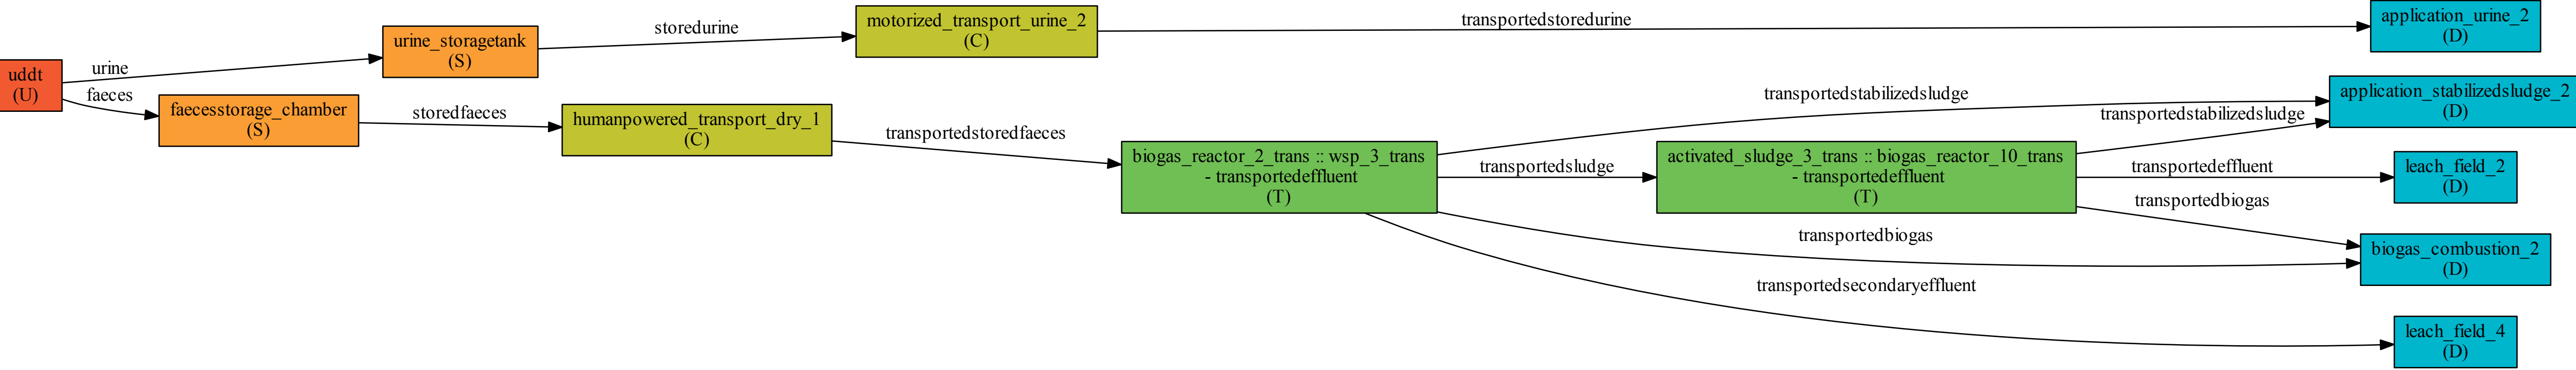 uddt
(U)
urine
faeces
urine_storagetank
(S)
faecesstorage_chamber
(S)
storedurine
storedfaeces
motorized_transport_urine_2
(C)
humanpowered_transport_dry_1
(C)
transportedstoredurine
transportedstoredfaeces
biogas_reactor_2_trans :: wsp_3_trans
- transportedeffluent
(T)
transportedstabilizedsludge
transportedsludge
transportedbiogas
transportedsecondaryeffluent
activated_sludge_3_trans :: biogas_reactor_10_trans
- transportedeffluent
(T)
transportedstabilizedsludge
transportedeffluent
transportedbiogas
application_urine_2
(D)
application_stabilizedsludge_2
(D)
leach_field_2
(D)
biogas_combustion_2
(D)
leach_field_4
(D)